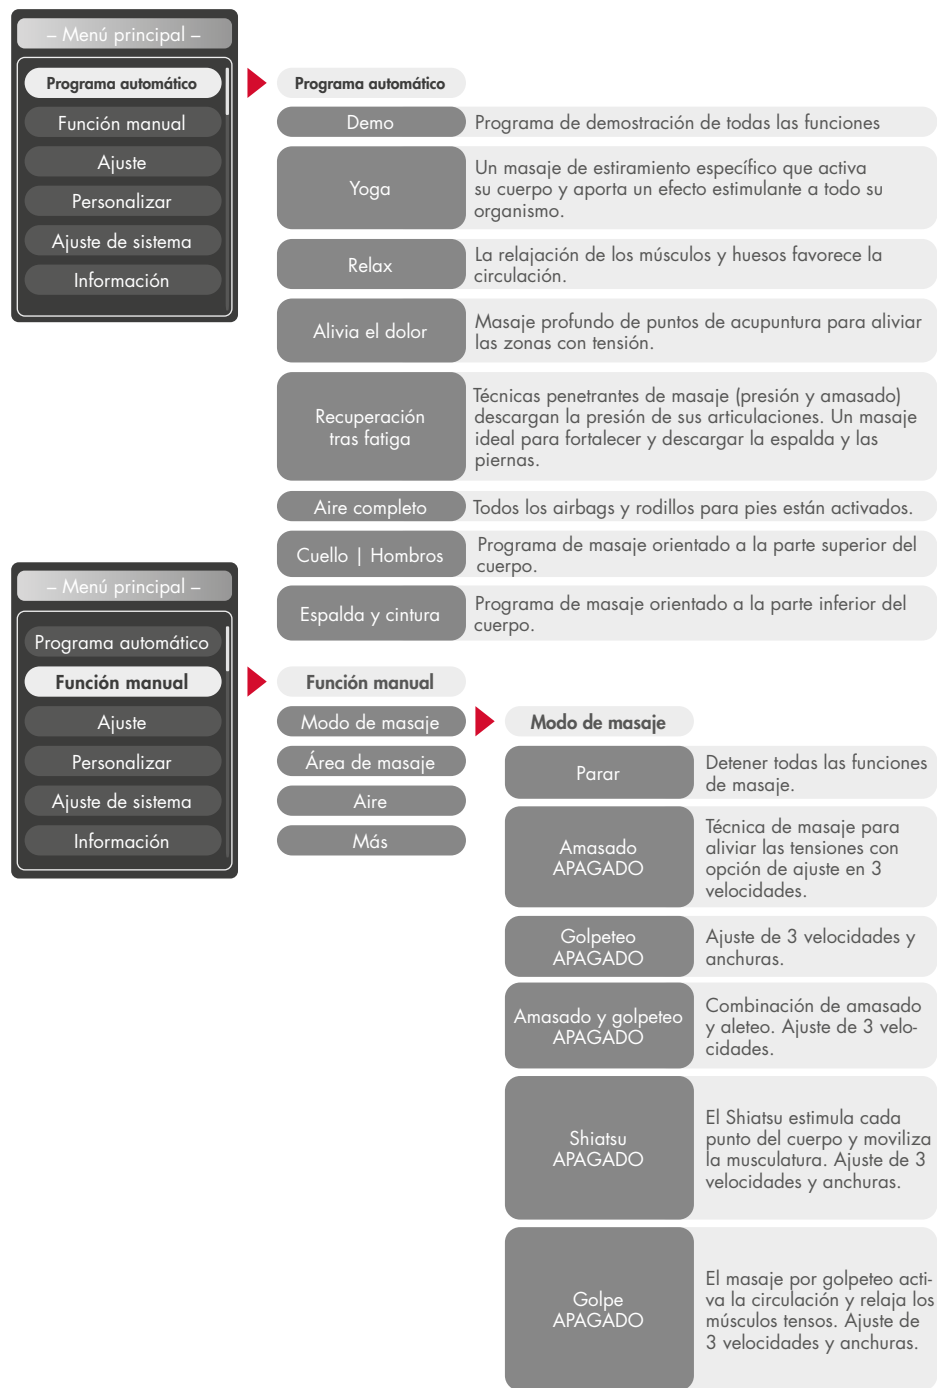 – Menú principal –
Programa automático
Función manual
Ajuste
Personalizar
Ajuste de sistema
Información
Programa automático
Demo
Programa de demostración de todas las funciones
Yoga
Un masaje de estiramiento específico que activa
su cuerpo y aporta un efecto estimulante a todo su
organismo.
Relax
La relajación de los músculos y huesos favorece la
circulación.
Alivia el dolor
Masaje profundo de puntos de acupuntura para aliviar
las zonas con tensión.
Recuperación
tras fatiga
Técnicas penetrantes de masaje (presión y amasado)
descargan la presión de sus articulaciones. Un masaje
ideal para fortalecer y descargar la espalda y las
piernas.
Aire completo
Todos los airbags y rodillos para pies están activados.
Cuello | Hombros
Programa de masaje orientado a la parte superior del
cuerpo.
Espalda y cintura
Programa de masaje orientado a la parte inferior del
cuerpo.
– Menú principal –
Programa automático
Función manual
Ajuste
Personalizar
Ajuste de sistema
Información
Función manual
Modo de masaje
Área de masaje
Aire
Más
Modo de masaje
Parar
Detener todas las funciones
de masaje.
Amasado
APAGADO
Técnica de masaje para
aliviar las tensiones con
opción de ajuste en 3
velocidades.
Golpeteo
APAGADO
Ajuste de 3 velocidades y
anchuras.
Amasado y golpeteo
APAGADO
Combinación de amasado
y aleteo. Ajuste de 3 velo-
cidades.
Shiatsu
APAGADO
El Shiatsu estimula cada
punto del cuerpo y moviliza
la musculatura. Ajuste de 3
velocidades y anchuras.
Golpe
APAGADO
El masaje por golpeteo acti-
va la circulación y relaja los
músculos tensos. Ajuste de
3 velocidades y anchuras.